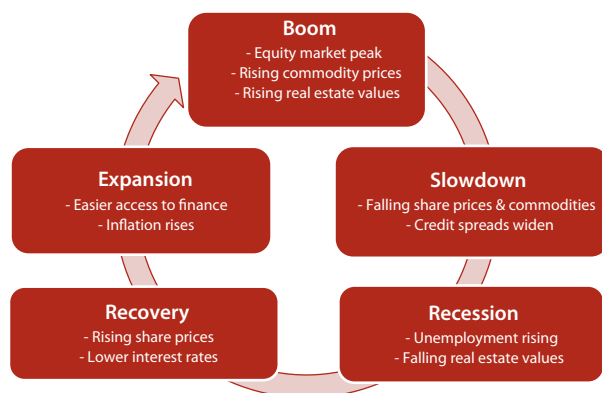 Boom
- Equity market peak
- Rising commodity prices
- Rising real estate values
Expansion
- Easier access to finance
- Inflation rises
Slowdown
- Falling share prices & commodities
- Credit spreads widen
Recovery
- Rising share prices
- Lower interest rates
Recession
- Unemployment rising
- Falling real estate values